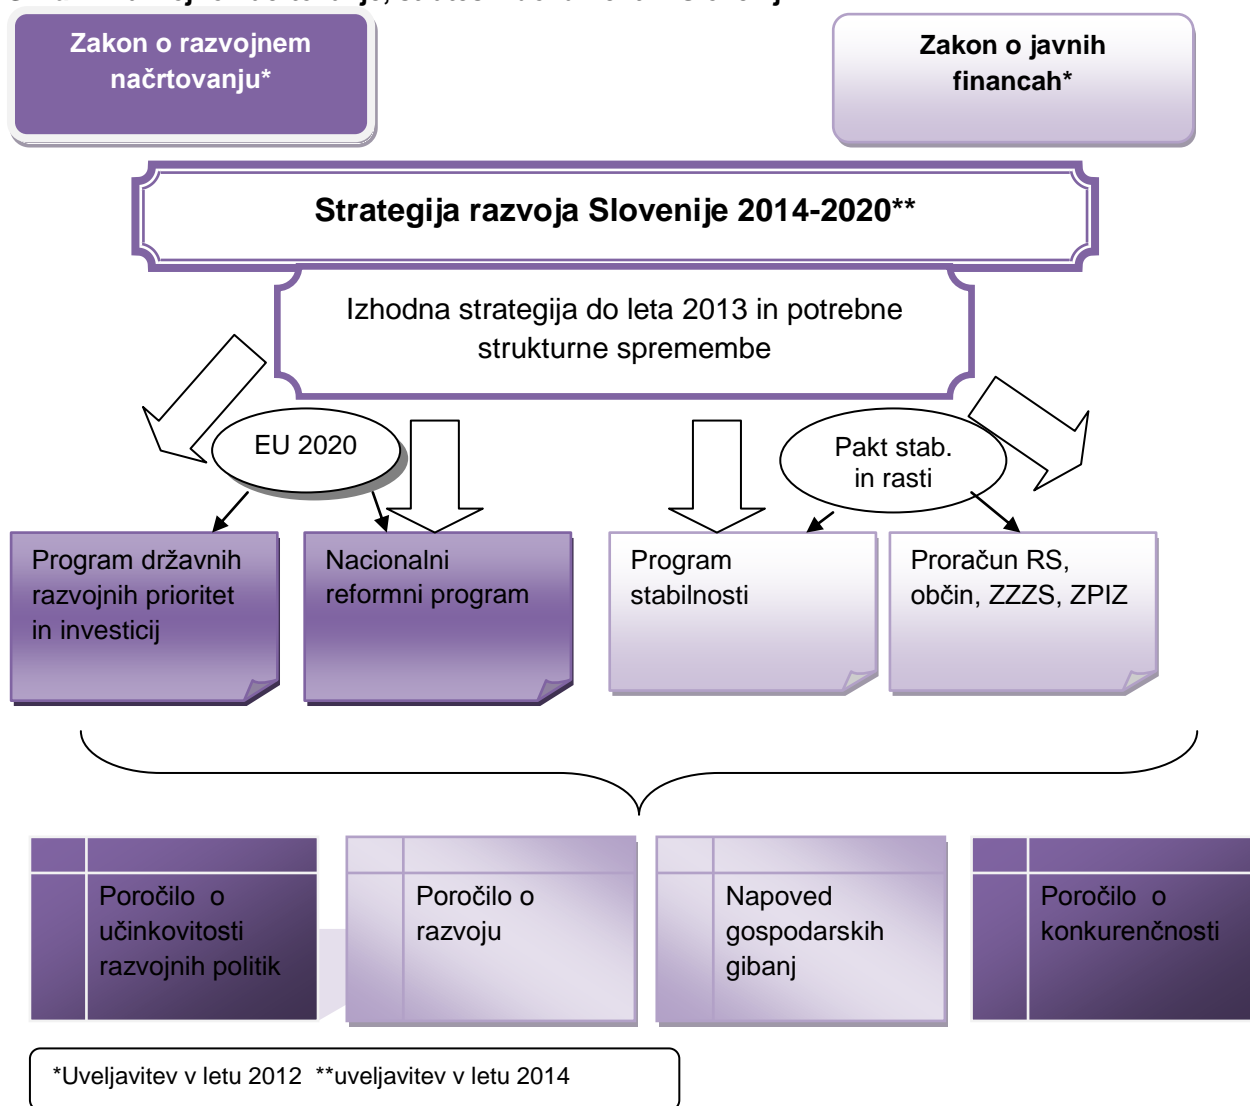 Zakon o razvojnem
načrtovanju*
Zakon o javnih
financah*
Strategija razvoja Slovenije 2014-2020**
Izhodna strategija do leta 2013 in potrebne
strukturne spremembe
EU 2020
Pakt stab.
in rasti
Program državnih
razvojnih prioritet
in investicij
Nacionalni
reformni program
Program
stabilnosti
Proračun RS,
občin, ZZZS, ZPIZ
Poročilo o
učinkovitosti
razvojnih politik
Poročilo o
razvoju
Napoved
gospodarskih
gibanj
Poročilo o
konkurenčnosti
*Uveljavitev v letu 2012 **uveljavitev v letu 2014